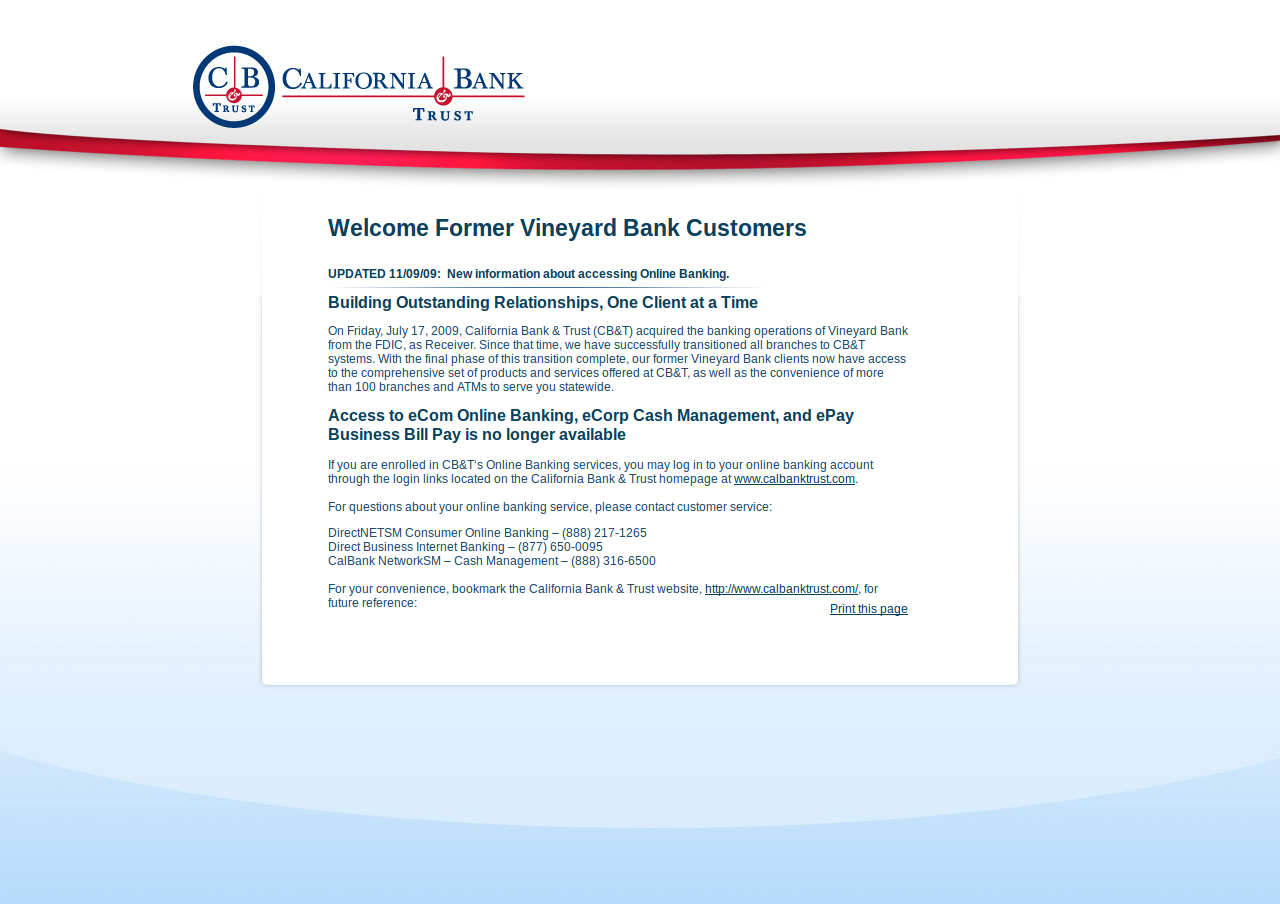 C B
& 
TRUST
CALIFORNIA BANK
&
TRUST
Welcome Former Vineyard Bank Customers
UPDATED 11/09/09:  New information about accessing Online Banking.
Building Outstanding Relationships, One Client at a Time
On Friday, July 17, 2009, California Bank & Trust (CB&T) acquired the banking operations of Vineyard Bank
from the FDIC, as Receiver. Since that time, we have successfully transitioned all branches to CB&T
systems. With the final phase of this transition complete, our former Vineyard Bank clients now have access
to the comprehensive set of products and services offered at CB&T, as well as the convenience of more
than 100 branches and ATMs to serve you statewide.
Access to eCom Online Banking, eCorp Cash Management, and ePay
Business Bill Pay is no longer available
If you are enrolled in CB&T's Online Banking services, you may log in to your online banking account
through the login links located on the California Bank & Trust homepage at www.calbanktrust.com.
For questions about your online banking service, please contact customer service:
DirectNETSM Consumer Online Banking – (888) 217-1265
Direct Business Internet Banking – (877) 650-0095
CalBank NetworkSM – Cash Management – (888) 316-6500
For your convenience, bookmark the California Bank & Trust website, http://www.calbanktrust.com/, for
future reference:
Print this page